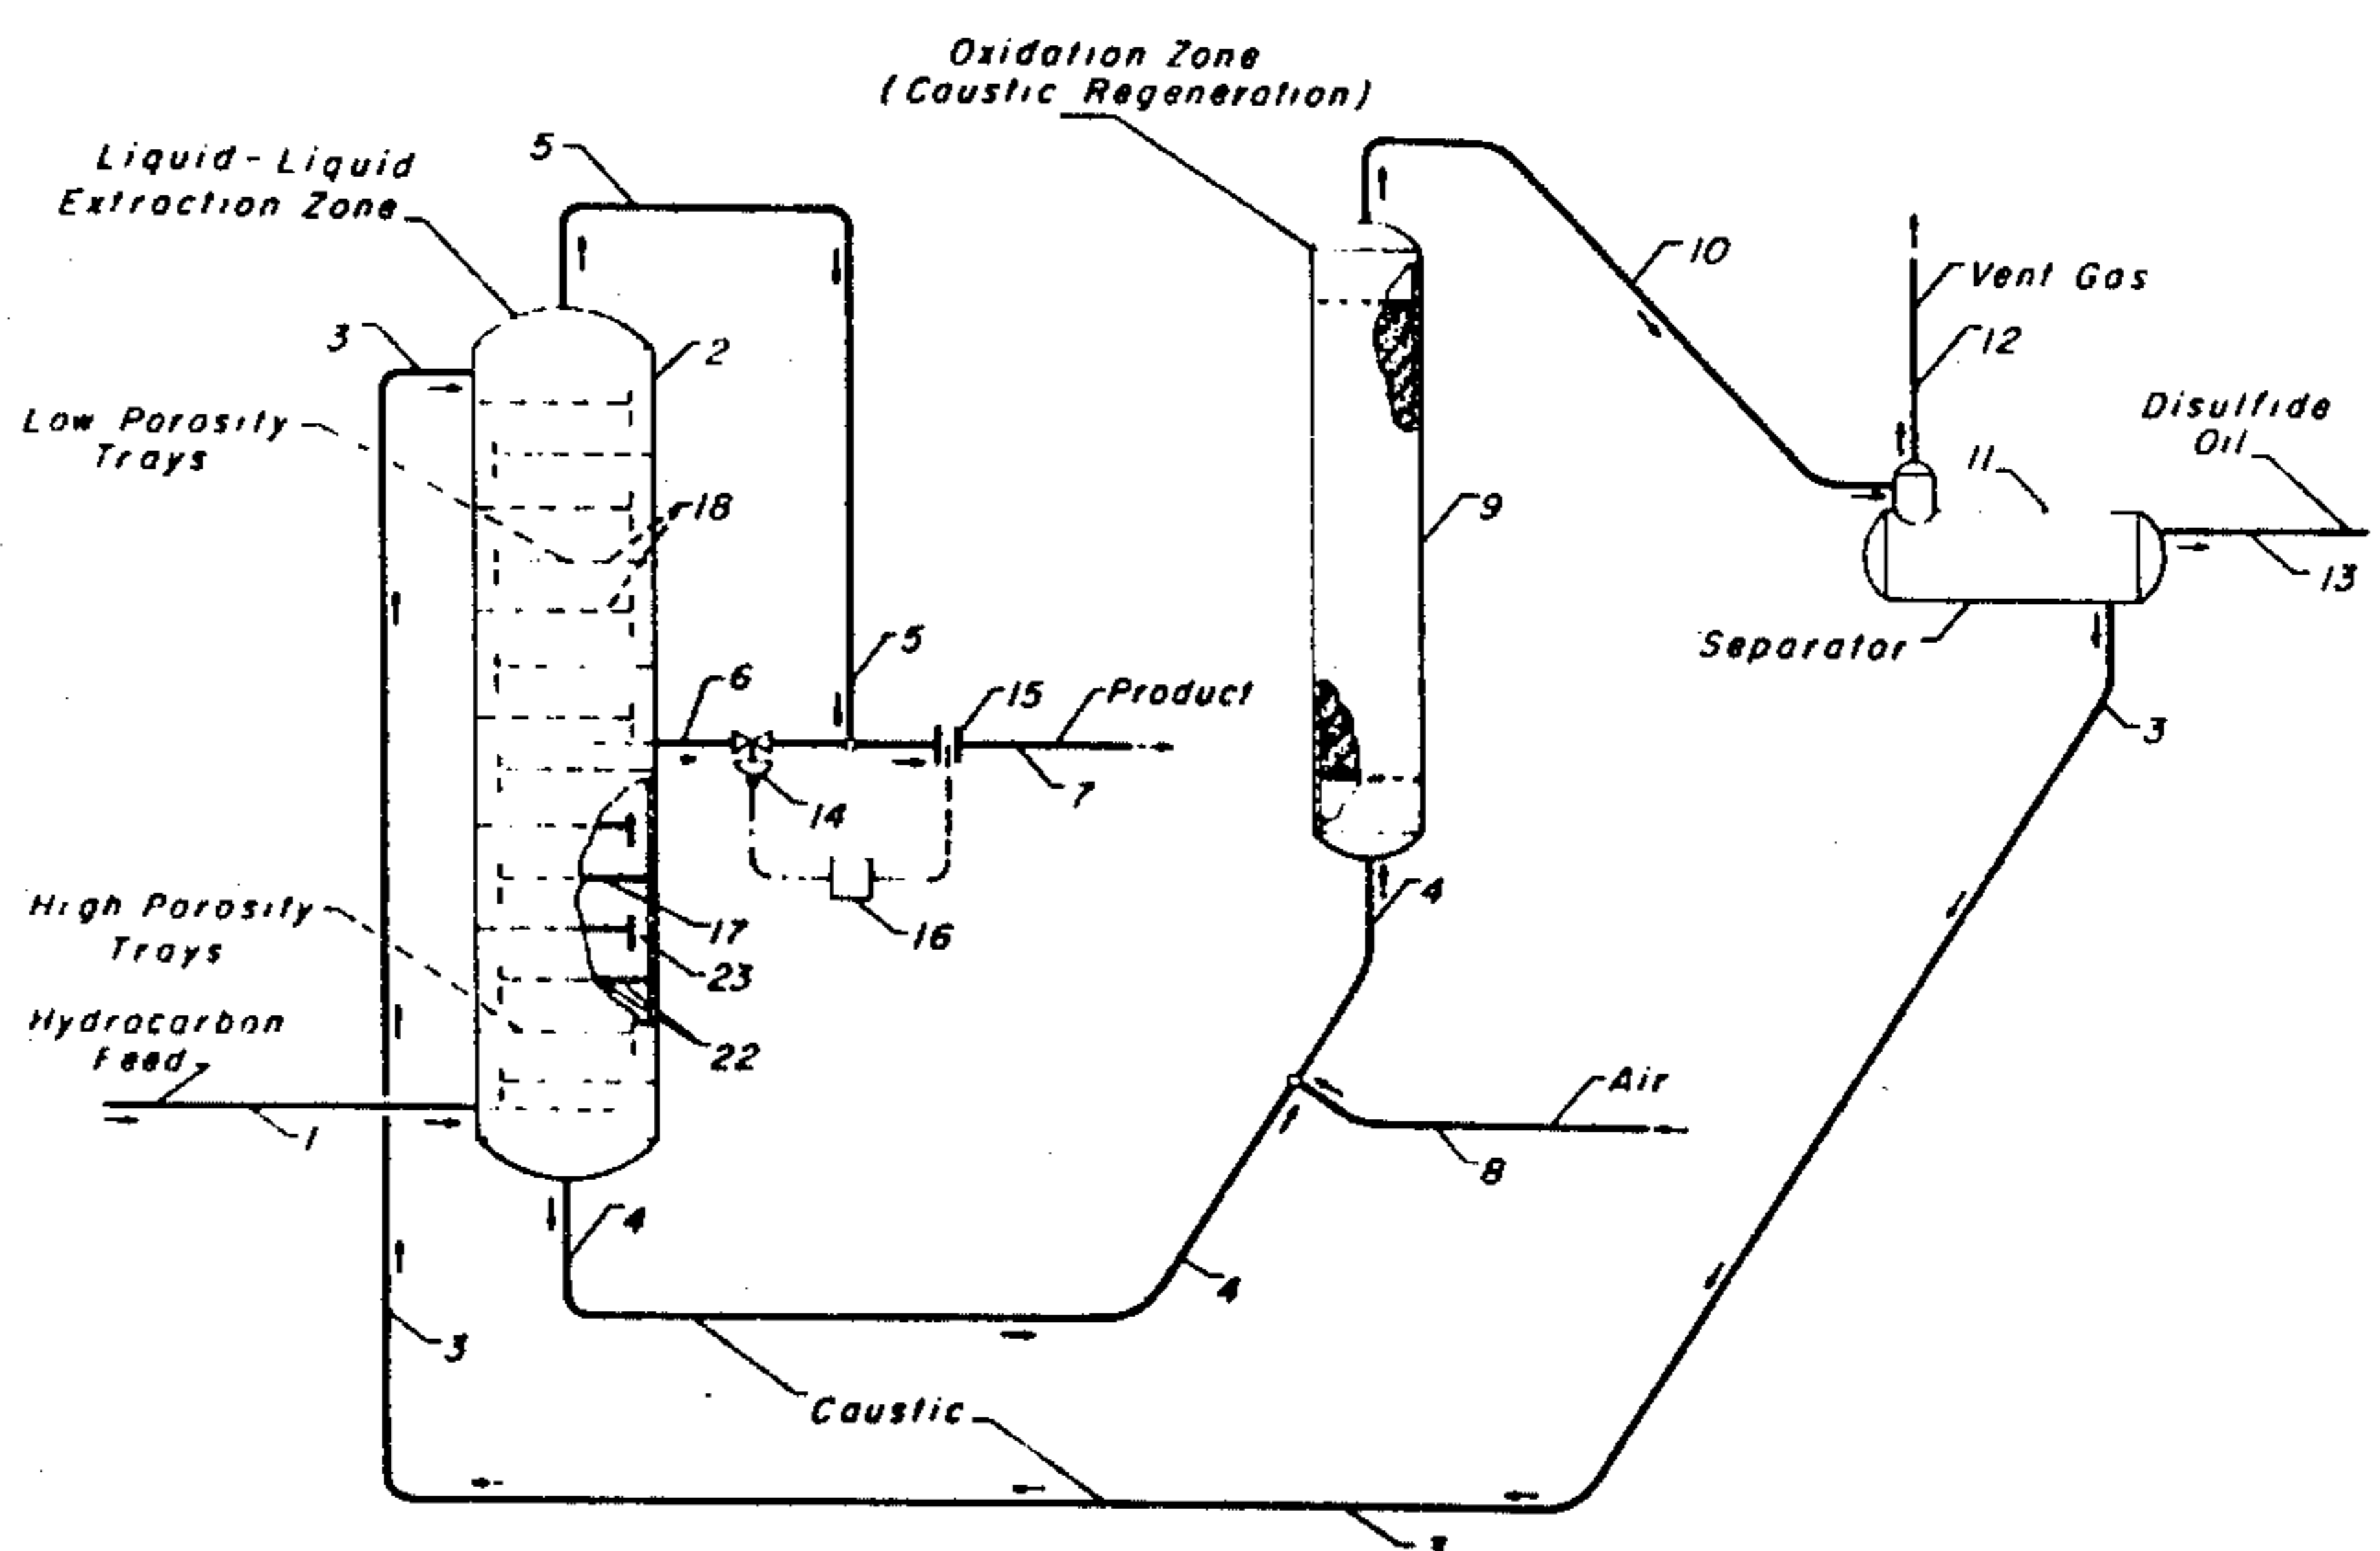 Oxidation Zone
(Caustic Regeneration)
Liquid-Liquid
Extraction Zone
5
10
Vent Gas
12
3
2
Low Porosity
Trays
18
9
Disulfide
Oil
11
13
Separator
5
6
15
Product
3
7
14
4
High Porosity
Trays
17
16
23
Hydrocarbon
Feed
22
Air
1
8
4
4
3
Caustic